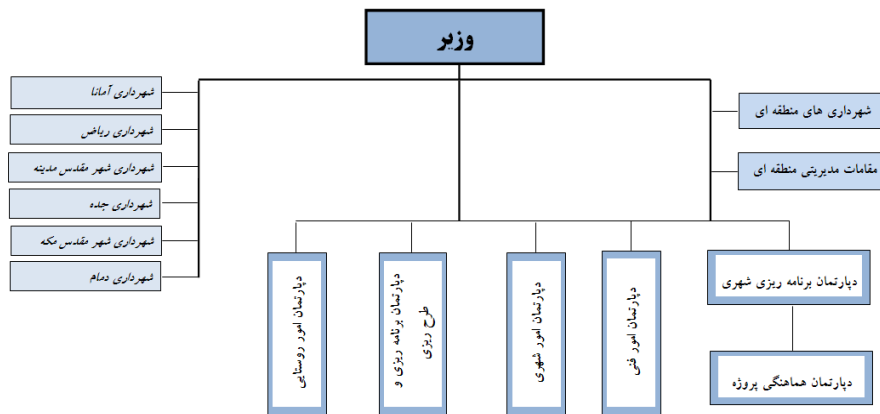 وزیر
شهرداری های منطقه ای
مقامات مدیریتی منطقه ای
شهرداری آمانا
شهرداری ریاض
شهرداری شهر مقدس مدینه
شهرداری جده
شهرداری شهر مقدس مکه
شهرداری دمام
دپارتمان برنامه ریزی شهری
دپارتمان امور فنی
دپارتمان امور شهری
دپارتمان برنامه ریزی و
طرح ریزی
دپارتمان امور روستایی
دپارتمان هماهنگی پروژه